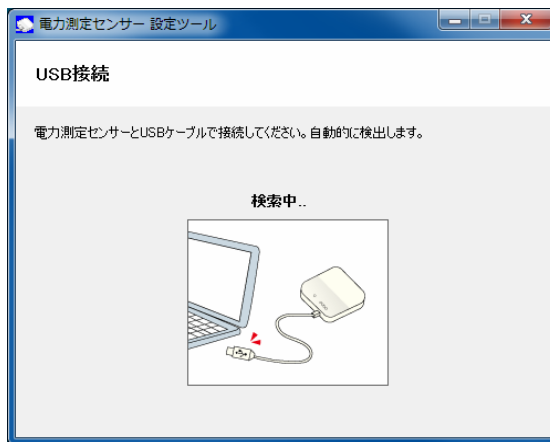 電力測定センサー 設定ツール
USB接続
電力測定センサーとUSBケーブルで接続してください。自動的に検出します。
検索中..